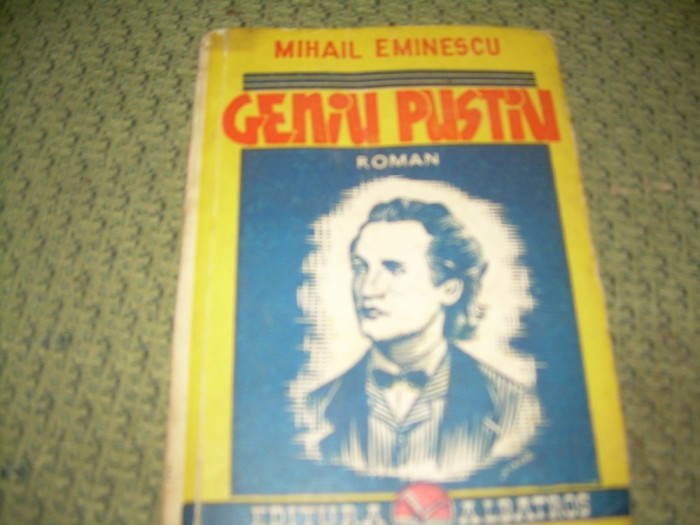 MIHAIL EMINESCU
GENIU PUSTIU
ROMAN
EDITURA ALBATROS